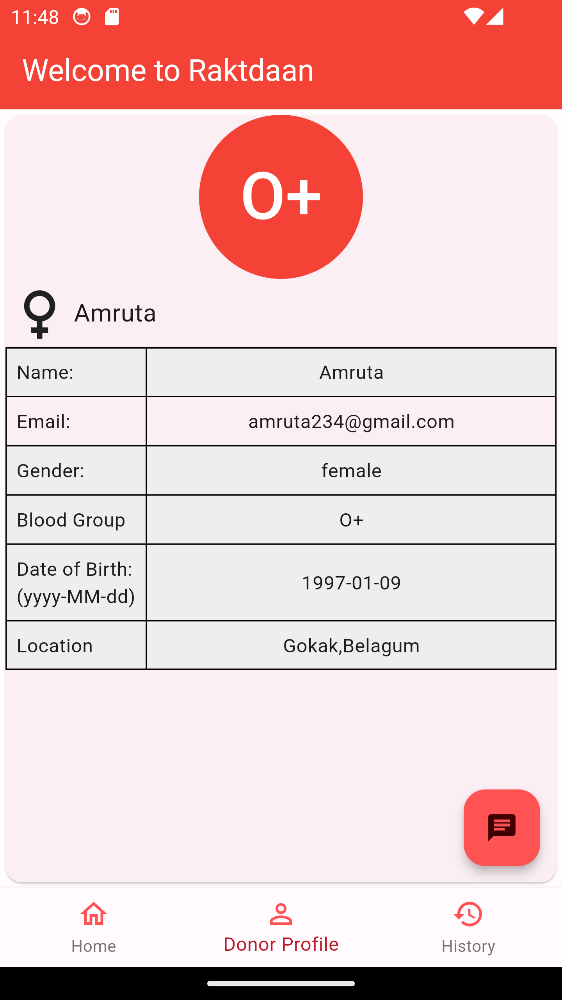 11:48
Welcome to Raktdaan
O+
Amruta
Name: Amruta
Email: amruta234@gmail.com
Gender: female
Blood Group O+
Date of Birth:
(yyyy-MM-dd) 1997-01-09
Location Gokak,Belagum
Home Donor Profile History